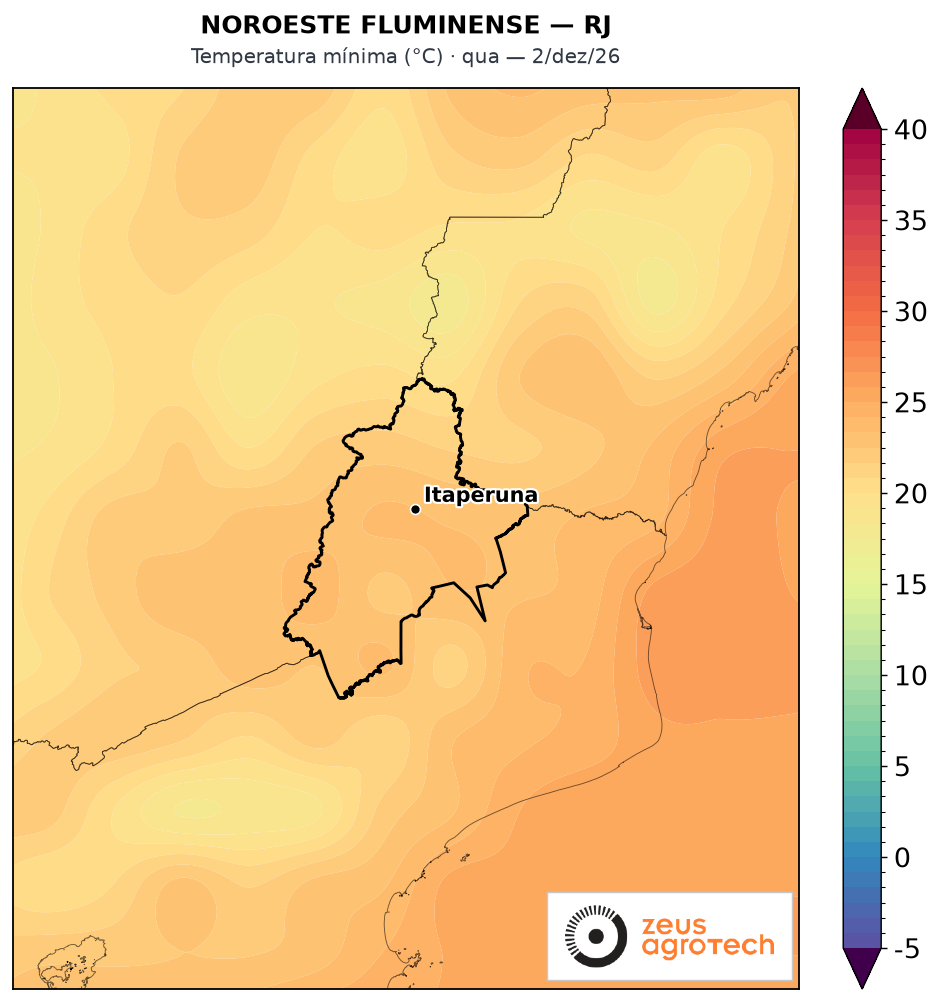 NOROESTE FLUMINENSE — RJ
Temperatura mínima (°C) · qua — 2/dez/26
40
35
30
25
20
15
10
5
0
-5
Itaperuna
zeus
agrotech